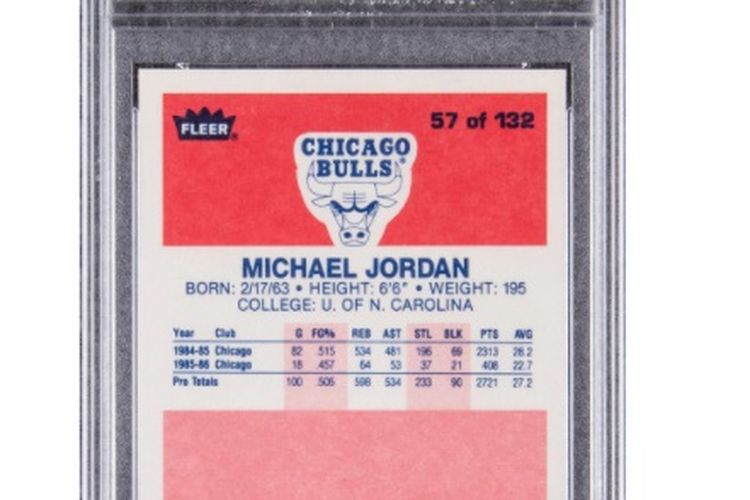 FLEER®
57 of 132
CHICAGO
BULLS®
MICHAEL JORDAN
BORN: 2/17/63 • HEIGHT: 6'6" • WEIGHT: 195
COLLEGE: U. OF N. CAROLINA
Year Club G FG% REB AST STL BLK PTS AVG
1984-85 Chicago 82 .515 534 481 196 69 2313 28.2
1985-86 Chicago 18 .457 64 53 37 21 408 22.7
Pro Totals 100 .505 598 534 233 90 2721 27.2